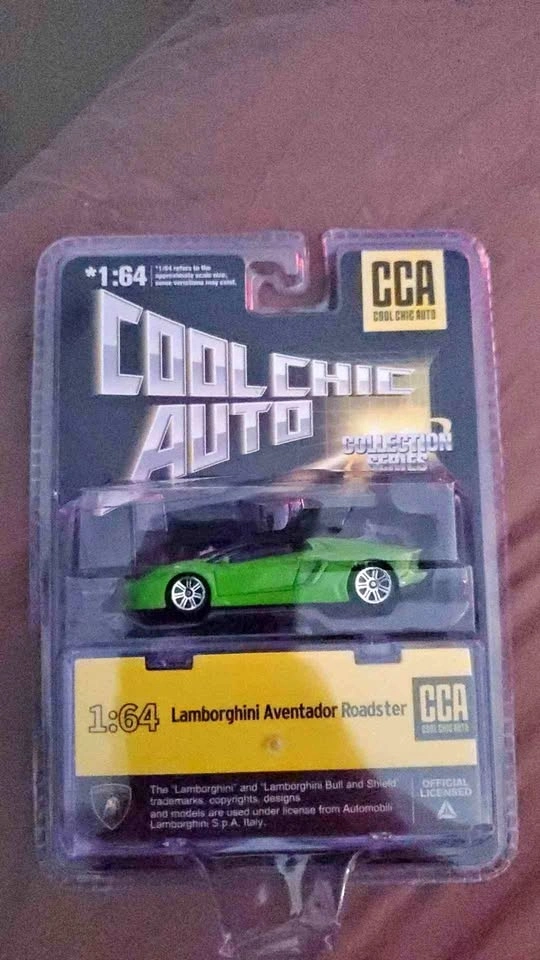 *1:64
*1/64 refers to the
approximate scale size,
some variations may exist.
CCA
COOL CHIC AUTO
COOL CHIC
AUTO
COLLECTION
SERIES
1:64 Lamborghini Aventador Roadster
CCA
COOL CHIC AUTO
The "Lamborghini" and "Lamborghini Bull and Shield"
trademarks, copyrights, designs
and models are used under license from Automobili
Lamborghini S.p.A. Italy.
OFFICIAL
LICENSED